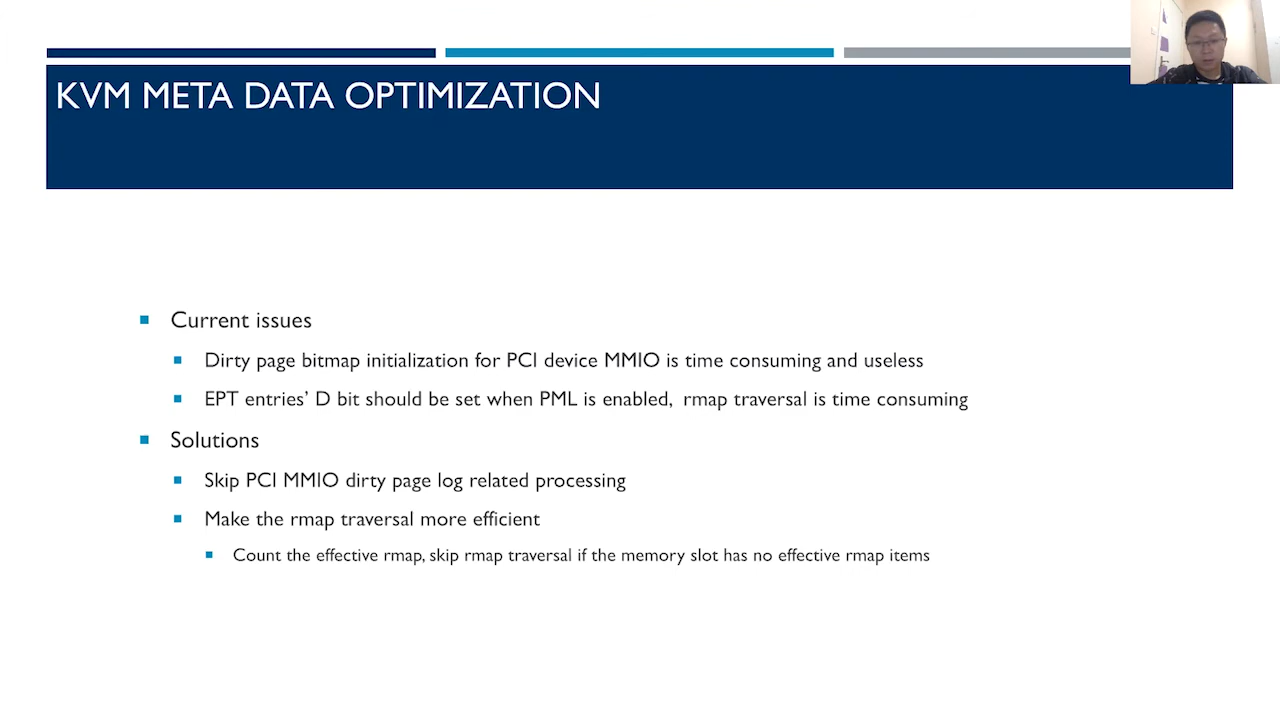 KVM META DATA OPTIMIZATION
Current issues
Dirty page bitmap initialization for PCI device MMIO is time consuming and useless
EPT entries’ D bit should be set when PML is enabled, rmap traversal is time consuming
Solutions
Skip PCI MMIO dirty page log related processing
Make the rmap traversal more efficient
Count the effective rmap, skip rmap traversal if the memory slot has no effective rmap items